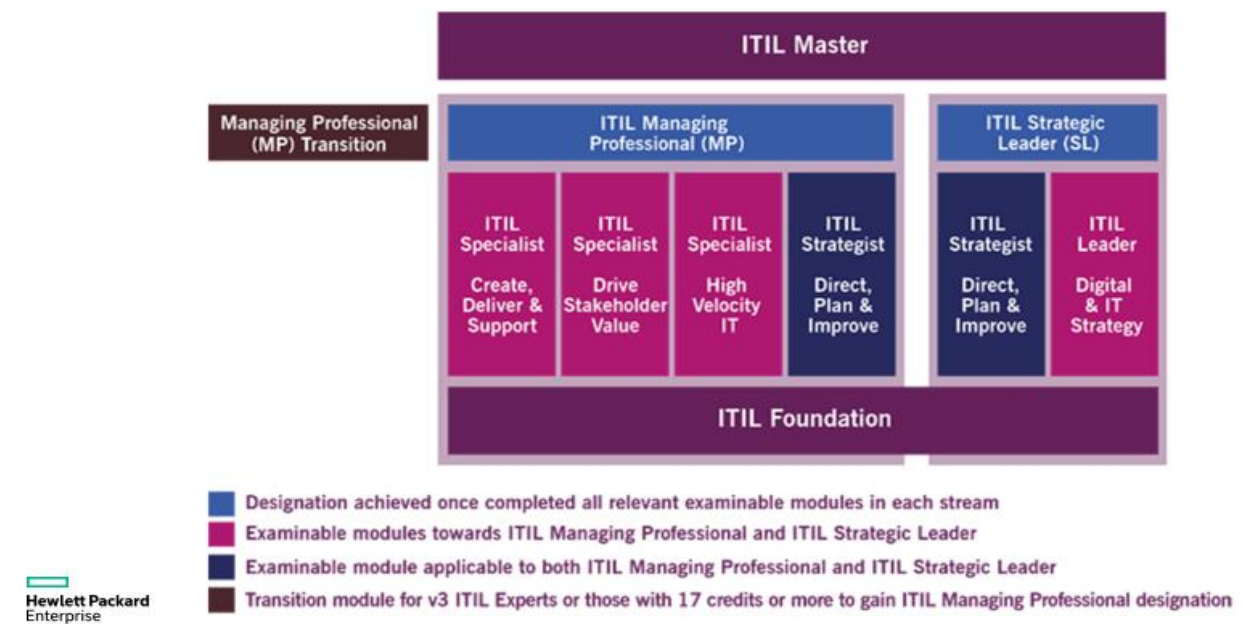 ITIL Master
Managing Professional
(MP) Transition
ITIL Managing
Professional (MP)
ITIL Strategic
Leader (SL)
ITIL
Specialist
Create,
Deliver &
Support
ITIL
Specialist
Drive
Stakeholder
Value
ITIL
Specialist
High
Velocity
IT
ITIL
Strategist
Direct,
Plan &
Improve
ITIL
Strategist
Direct,
Plan &
Improve
ITIL
Leader
Digital
& IT
Strategy
ITIL Foundation
Designation achieved once completed all relevant examinable modules in each stream
Examinable modules towards ITIL Managing Professional and ITIL Strategic Leader
Examinable module applicable to both ITIL Managing Professional and ITIL Strategic Leader
Transition module for v3 ITIL Experts or those with 17 credits or more to gain ITIL Managing Professional designation
Hewlett Packard
Enterprise